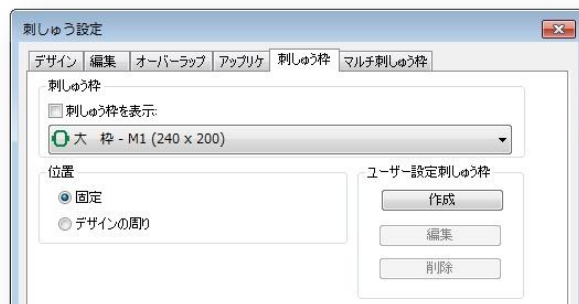 刺しゅう設定
デザイン 編集 オーバーラップ アップリケ 刺しゅう枠 マルチ刺しゅう枠
刺しゅう枠
刺しゅう枠を表示:
大 枠 - M1 (240 x 200)
位置
固定
デザインの周り
ユーザー設定刺しゅう枠
作成
編集
削除